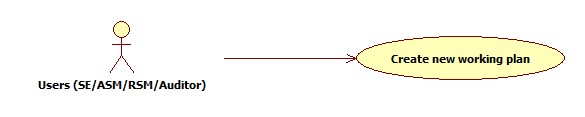 Create new working plan
Users (SE/ASM/RSM/Auditor)